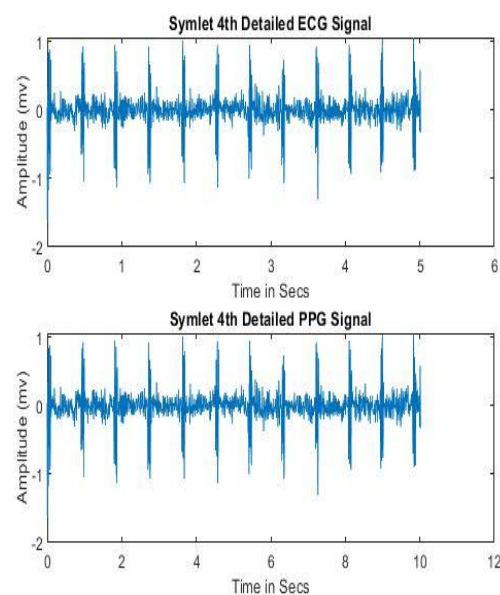 Symlet 4th Detailed ECG Signal
1
0
-1
-2
Amplitude (mv)
0 1 2 3 4 5 6
Time in Secs
Symlet 4th Detailed PPG Signal
1
0
-1
-2
Amplitude (mv)
0 2 4 6 8 10 12
Time in Secs